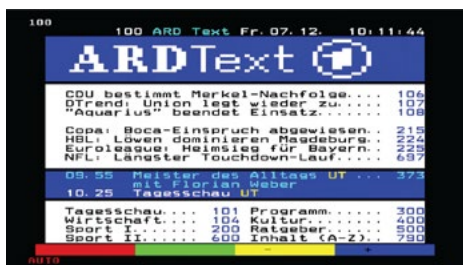 100
100 ARD Text Fr. 07. 12. 10:11:44
ARDText 1
CDU bestimmt Merkel-Nachfolge.... 106
DTrend: Union legt wieder zu..... 107
"Aquarius" beendet Einsatz....... 108
Copa: Boca-Einspruch abgewiesen.. 215
HBL: Löwen dominieren Magdeburg.. 224
Euroleague: Heimsieg für Bayern.. 225
NFL: Längster Touchdown-Lauf..... 697
09.55 Meister des Alltags UT ... 373
mit Florian Weber
10.25 Tagesschau UT
Tagesschau.... 101 Programm..... 300
Wirtschaft.... 104 Kultur....... 400
Sport I....... 200 Ratgeber..... 500
Sport II...... 600 Inhalt (A-Z).. 790
- +
AUTO